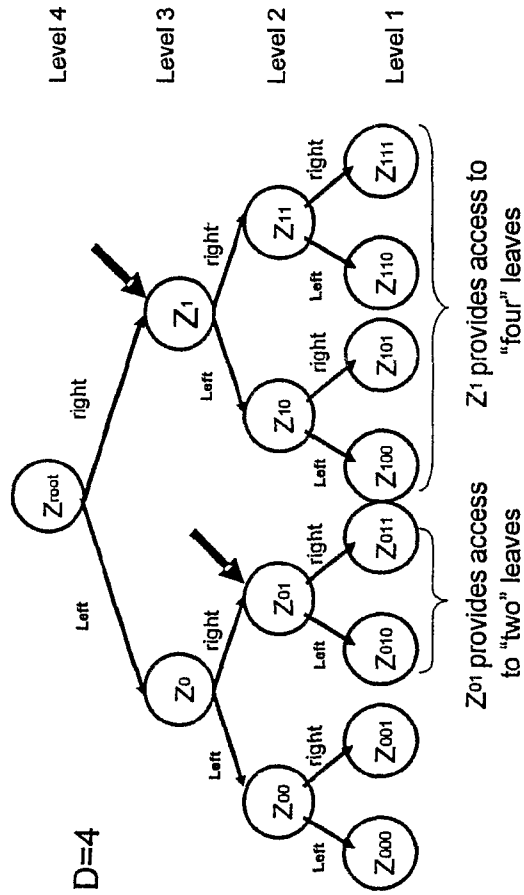 D=4
Zroot
Level 4
Left
right
Z0
Z1
Level 3
Left
right
Left
right
Z00
Z01
Z10
Z11
Level 2
Left
right
Left
right
Left
right
Left
right
Z000
Z001
Z010
Z011
Z100
Z101
Z110
Z111
Level 1
Z01 provides access
to "two" leaves
Z1 provides access to
"four" leaves